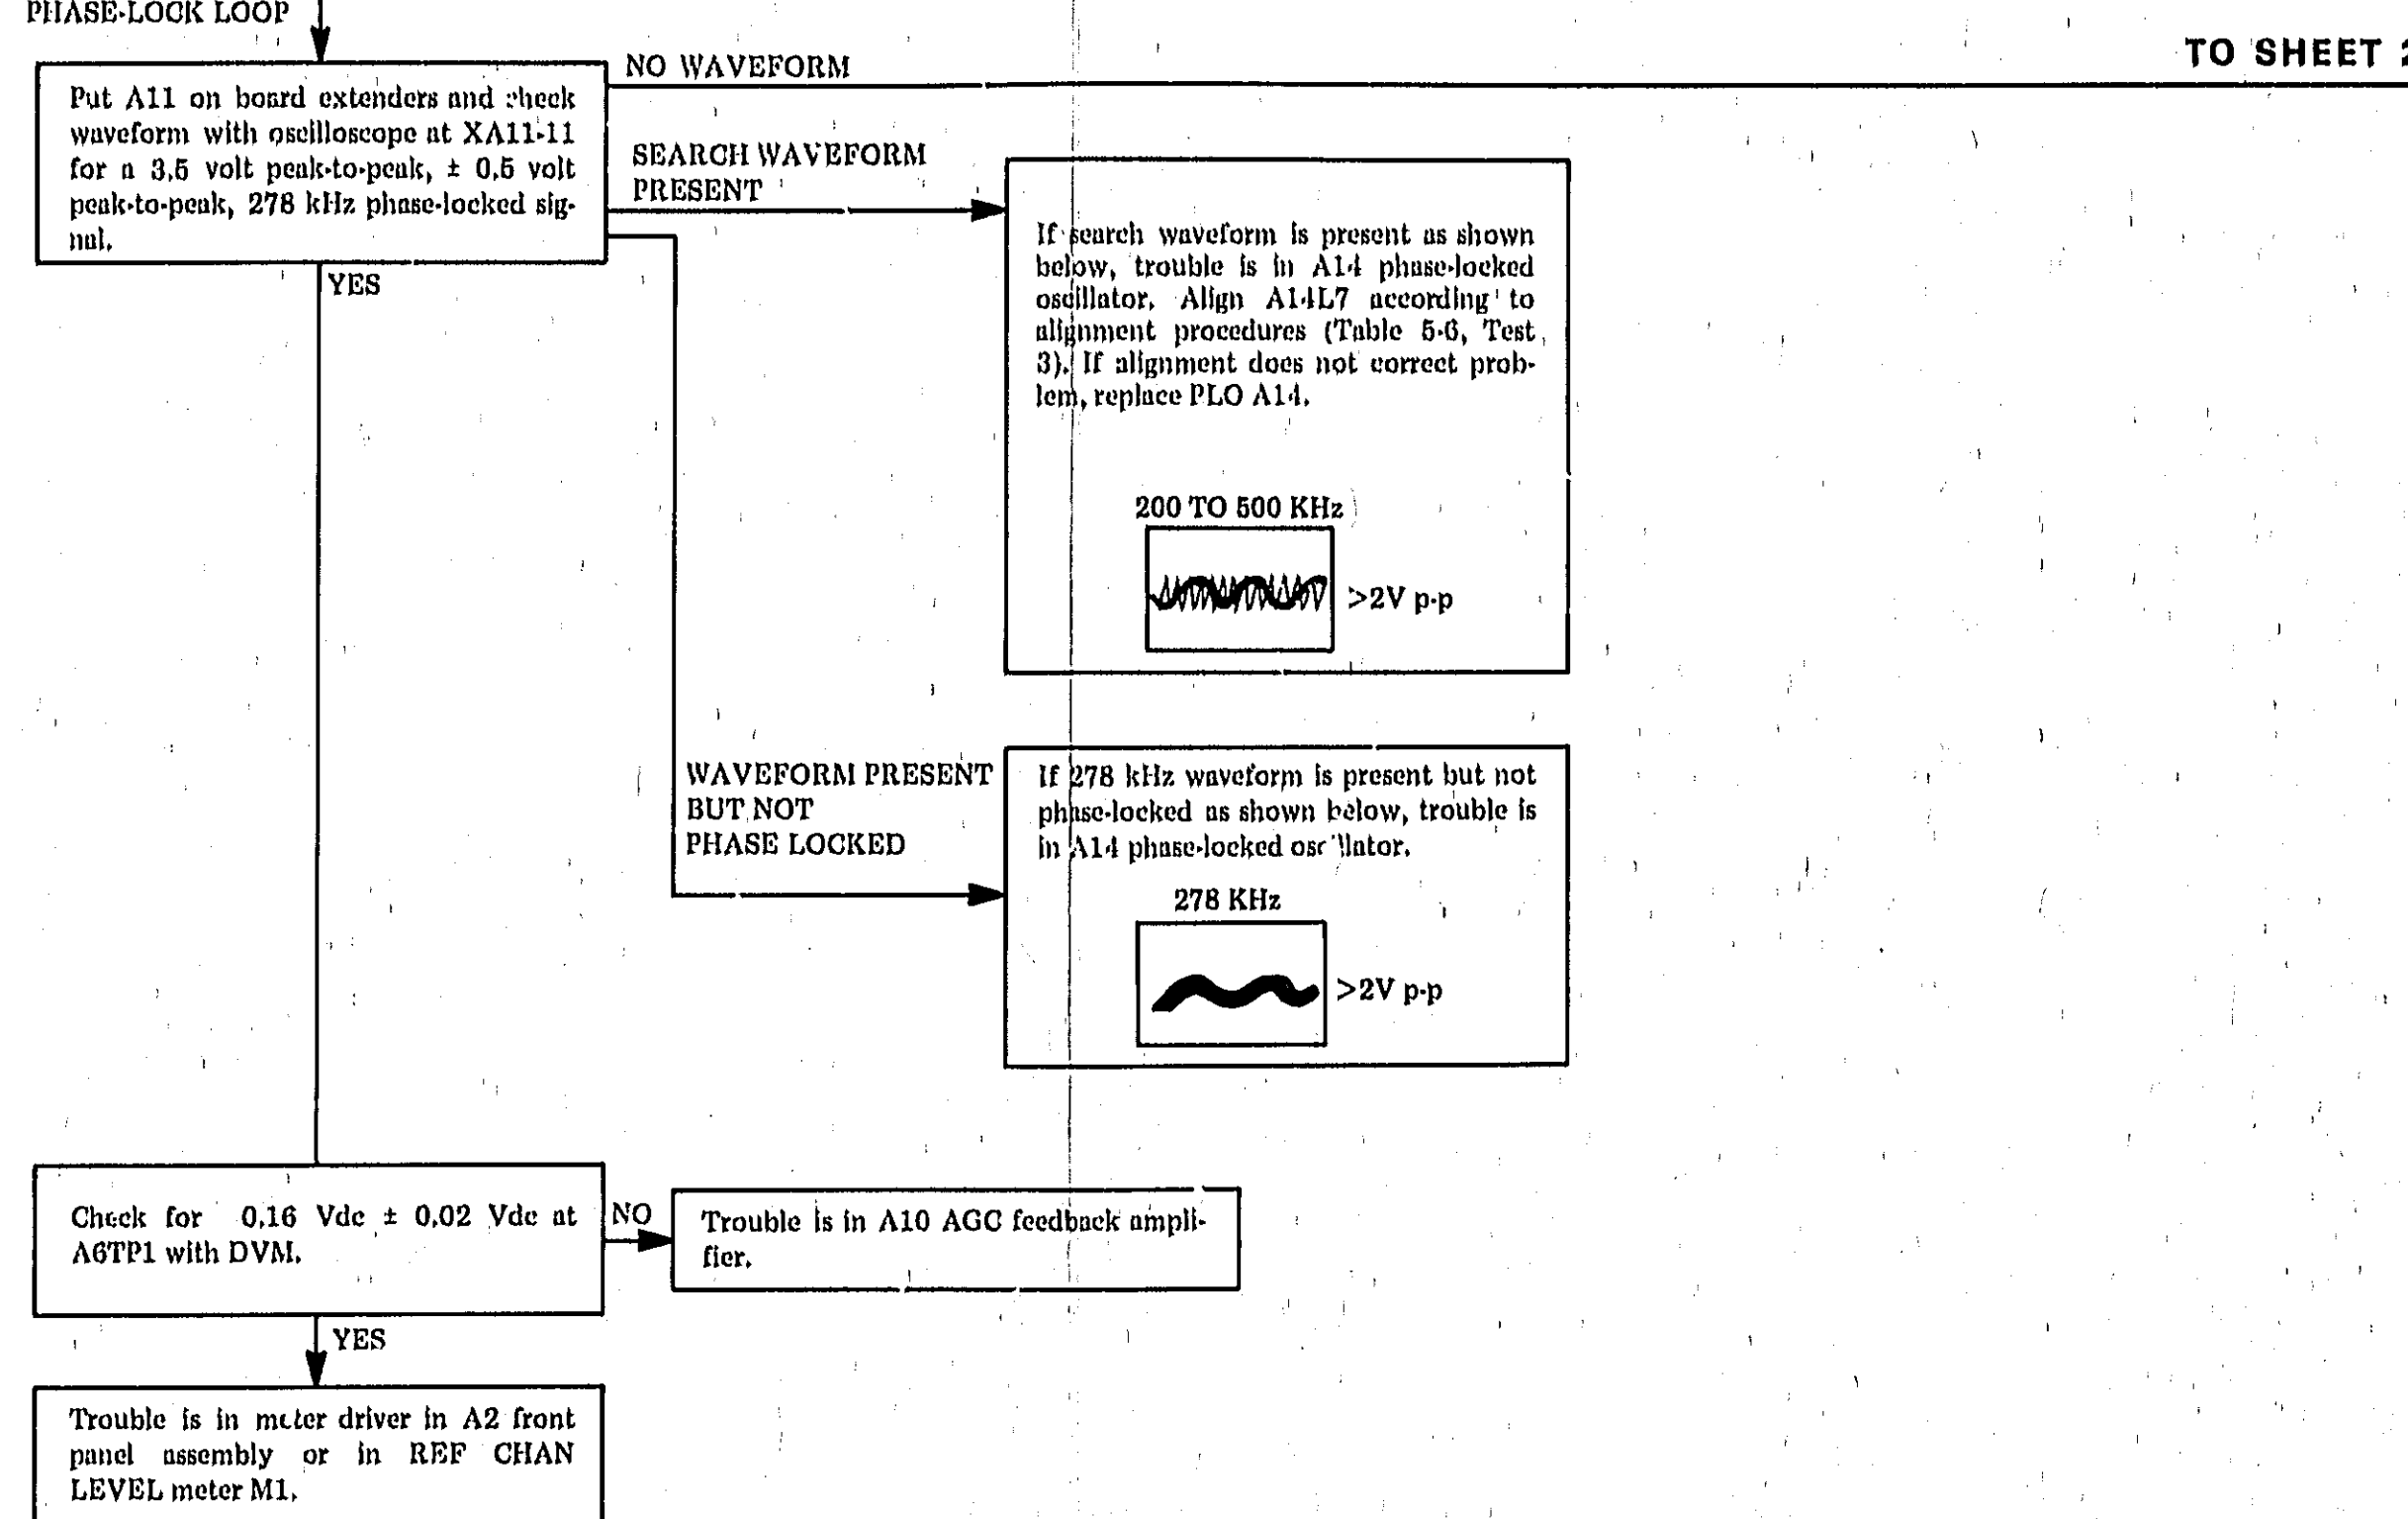 PHASE-LOCK LOOP
TO SHEET 2
NO WAVEFORM
Put A11 on board extenders and check
waveform with oscilloscope at XA11-11
for a 3.5 volt peak-to-peak, ± 0.5 volt
peak-to-peak, 278 kHz phase-locked sig-
nal.
SEARCH WAVEFORM
PRESENT
YES
If search waveform is present as shown
below, trouble is in A14 phase-locked
oscillator. Align A14L7 according to
alignment procedures (Table 5-6, Test
3). If alignment does not correct prob-
lem, replace PLO A14.
200 TO 500 KHz
>2V p-p
WAVEFORM PRESENT
BUT NOT
PHASE LOCKED
If 278 kHz waveform is present but not
phase-locked as shown below, trouble is
in A14 phase-locked oscillator.
278 KHz
>2V p-p
Check for 0.16 Vdc ± 0.02 Vdc at
A6TP1 with DVM.
NO
Trouble is in A10 AGC feedback ampli-
fier.
YES
Trouble is in meter driver in A2 front
panel assembly or in REF CHAN
LEVEL meter M1.